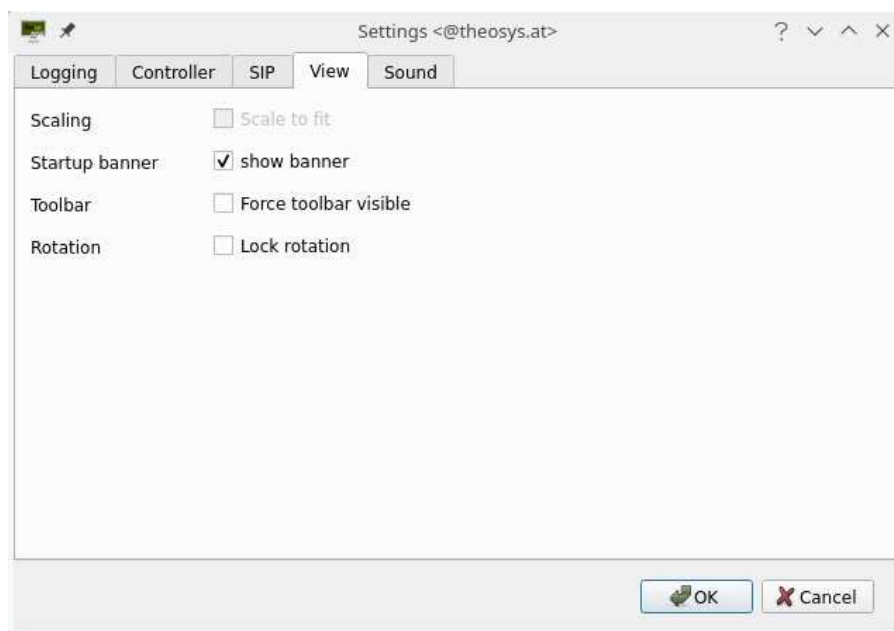 Settings <@theosys.at>
Logging Controller SIP View Sound
Scaling Scale to fit
Startup banner show banner
Toolbar Force toolbar visible
Rotation Lock rotation
OK Cancel